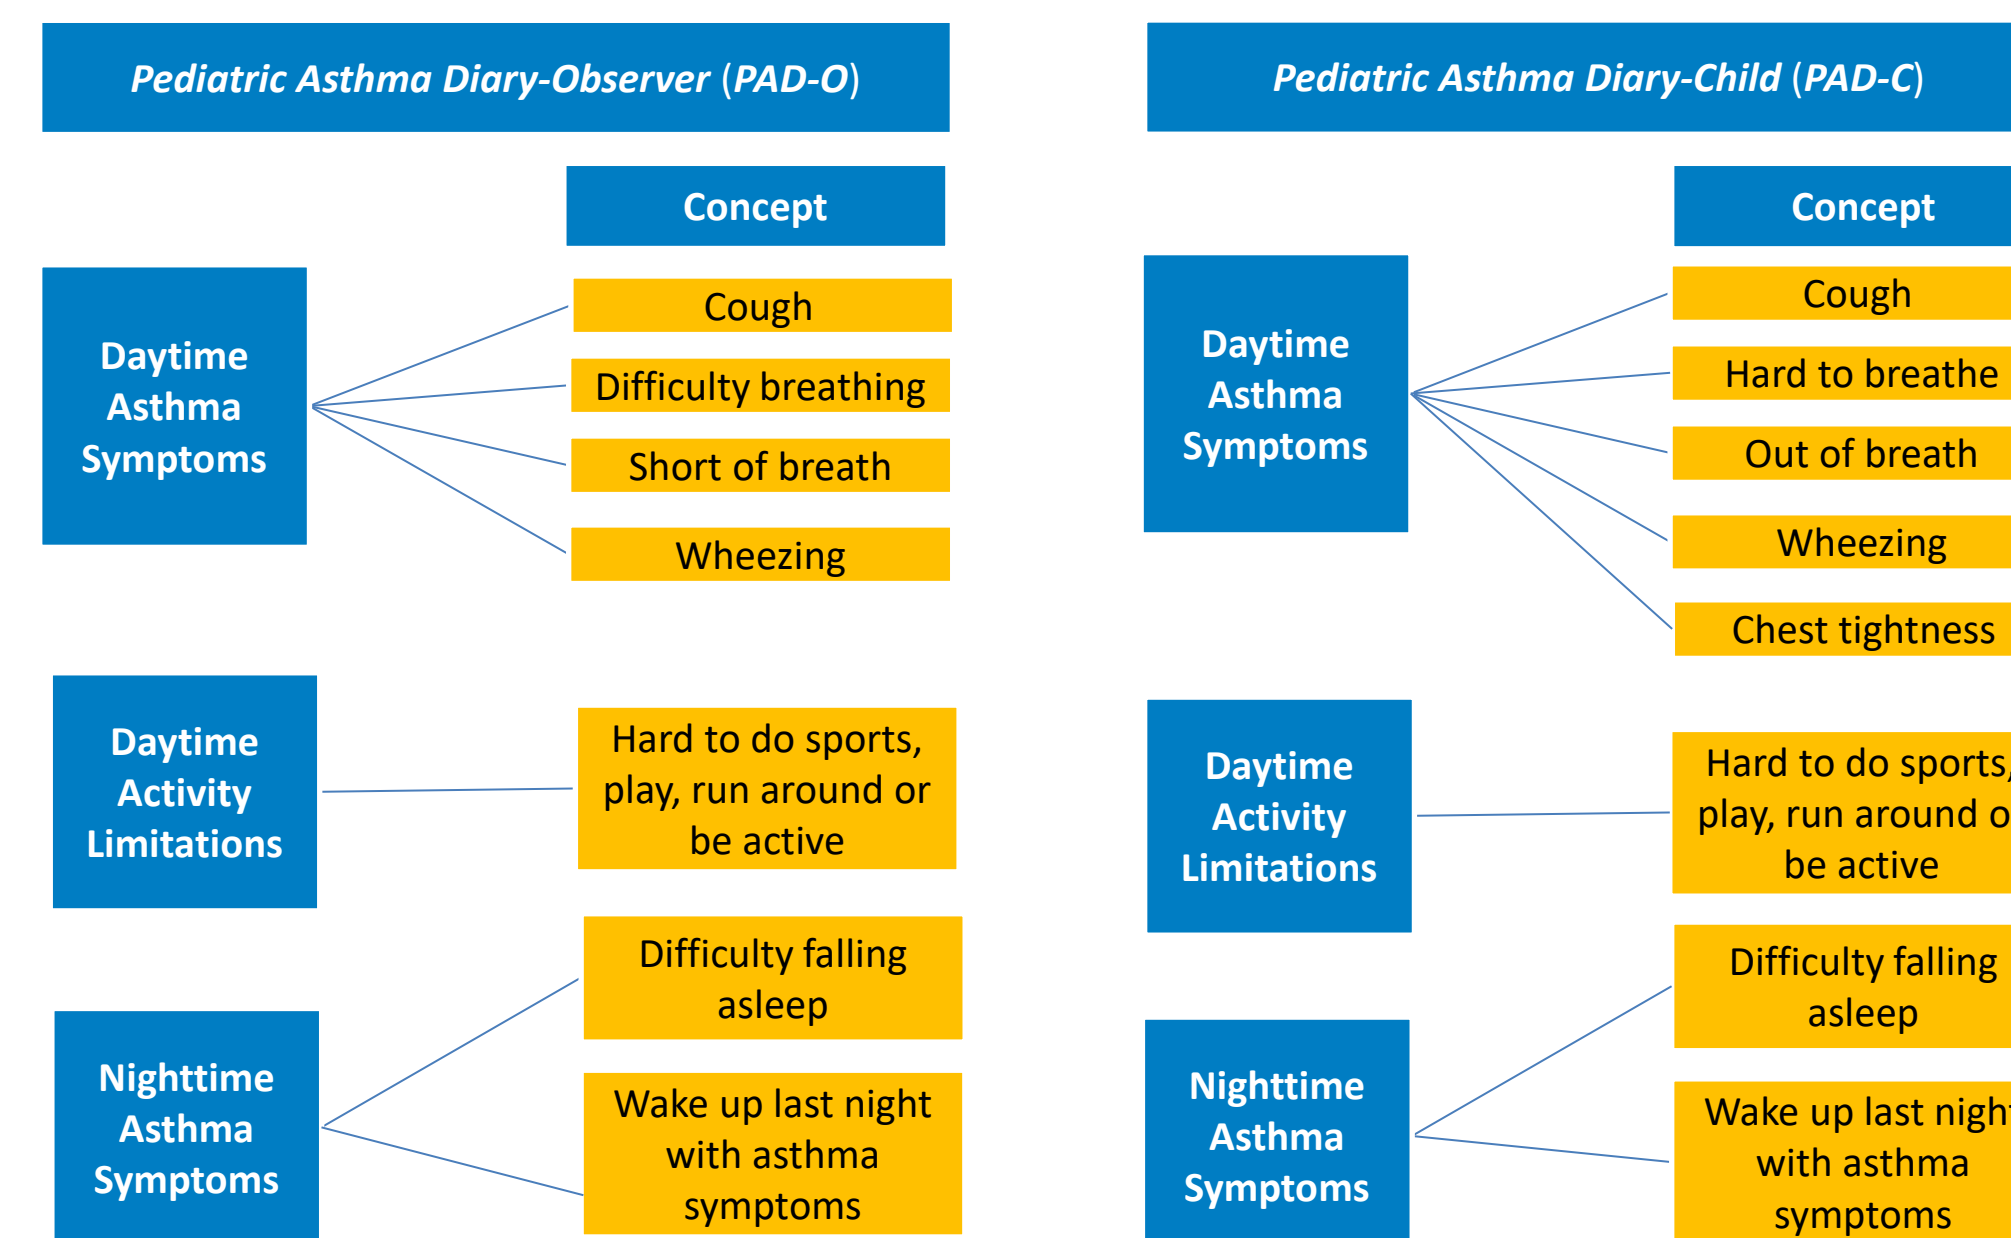 Pediatric Asthma Diary-Observer (PAD-O)
Concept
Daytime
Asthma
Symptoms
Cough
Difficulty breathing
Short of breath
Wheezing
Daytime
Activity
Limitations
Hard to do sports,
play, run around or
be active
Nighttime
Asthma
Symptoms
Difficulty falling
asleep
Wake up last night
with asthma
symptoms
Pediatric Asthma Diary-Child (PAD-C)
Concept
Daytime
Asthma
Symptoms
Cough
Hard to breathe
Out of breath
Wheezing
Chest tightness
Daytime
Activity
Limitations
Hard to do sports,
play, run around o
be active
Nighttime
Asthma
Symptoms
Difficulty falling
asleep
Wake up last night
with asthma
symptoms